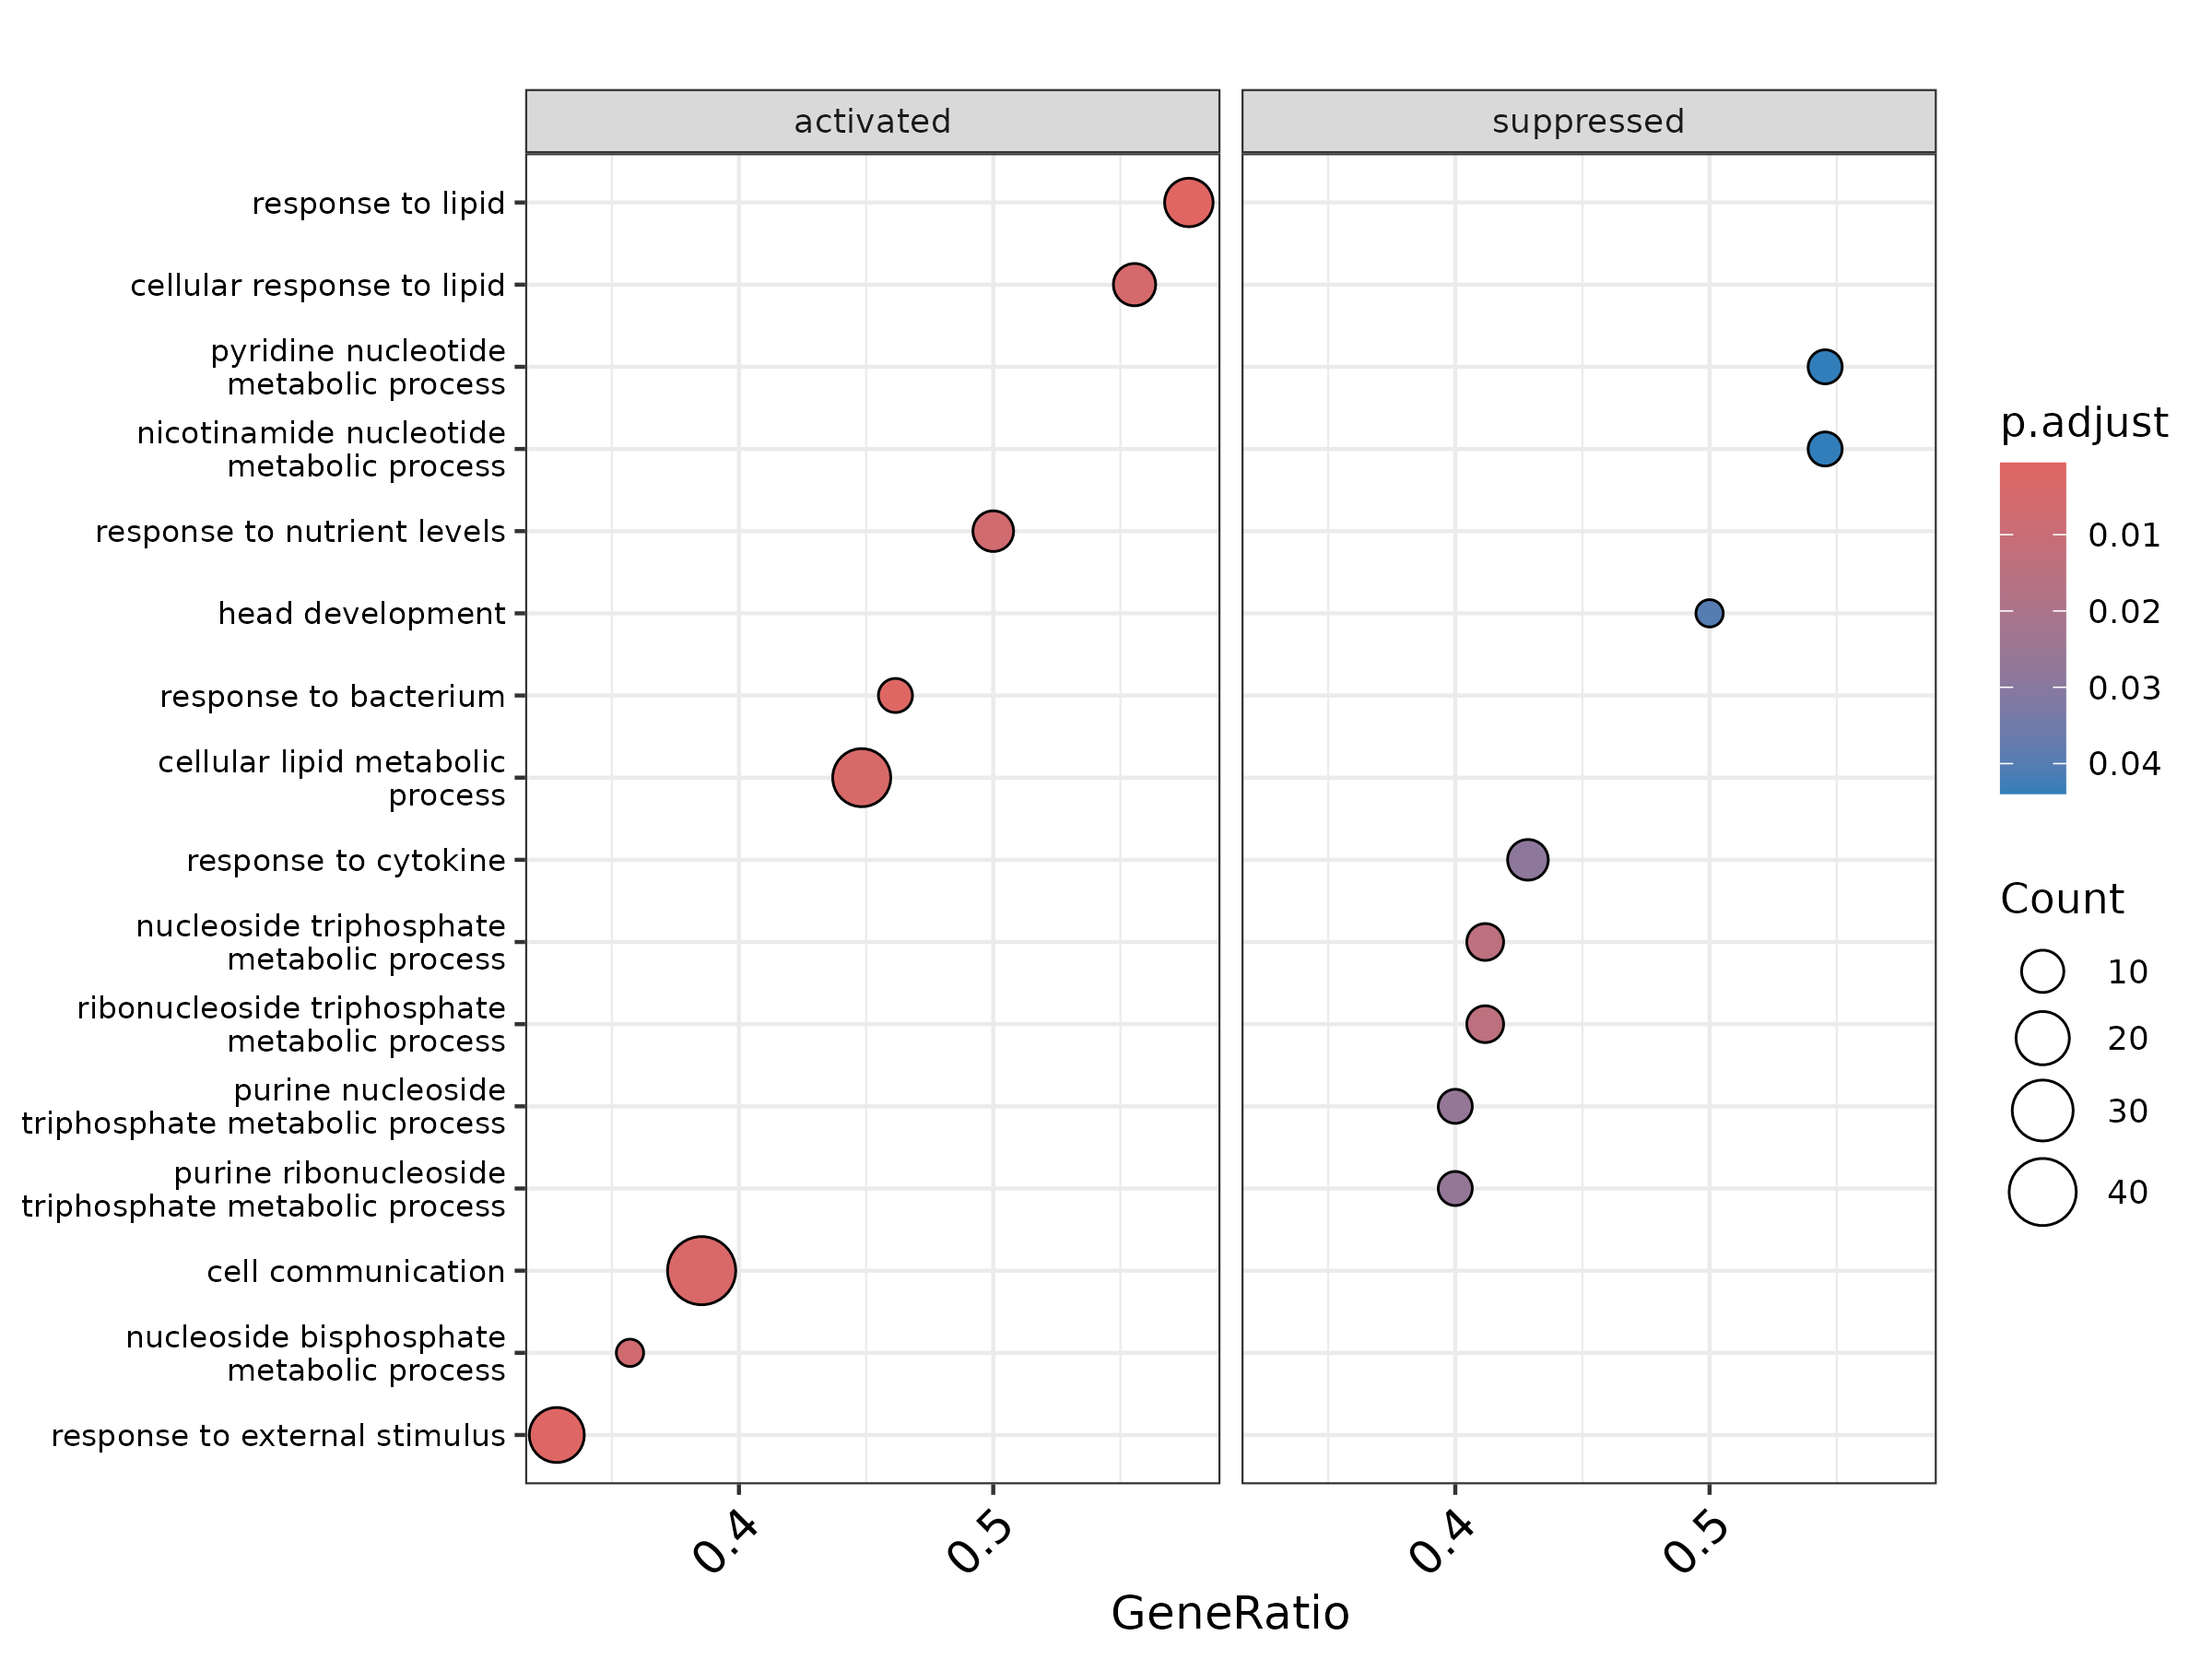 activated
suppressed
response to lipid
cellular response to lipid
pyridine nucleotide
metabolic process
nicotinamide nucleotide
metabolic process
response to nutrient levels
head development
response to bacterium
cellular lipid metabolic
process
response to cytokine
nucleoside triphosphate
metabolic process
ribonucleoside triphosphate
metabolic process
purine nucleoside
triphosphate metabolic process
purine ribonucleoside
triphosphate metabolic process
cell communication
nucleoside bisphosphate
metabolic process
response to external stimulus
0.4
0.5
0.4
0.5
GeneRatio
p.adjust
0.01
0.02
0.03
0.04
Count
10
20
30
40